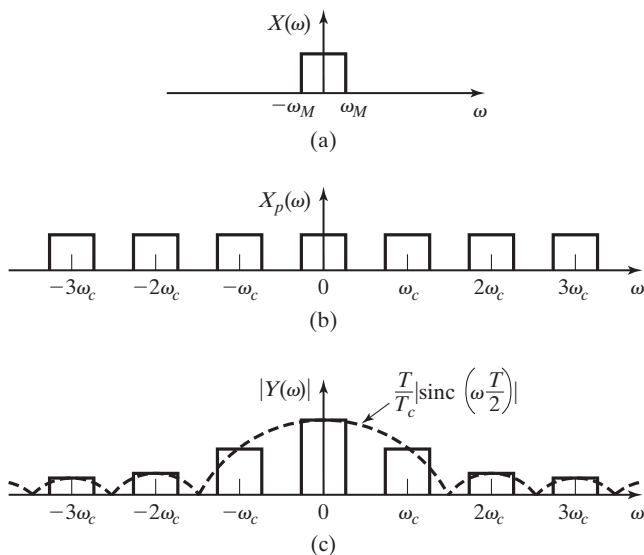 X(ω)
−ω_M ω_M ω
(a)
X_p(ω)
−3ω_c −2ω_c −ω_c 0 ω_c 2ω_c 3ω_c ω
(b)
|Y(ω)| T/T_c |sinc (ω T/2)|
−3ω_c −2ω_c −ω_c 0 ω_c 2ω_c 3ω_c ω
(c)